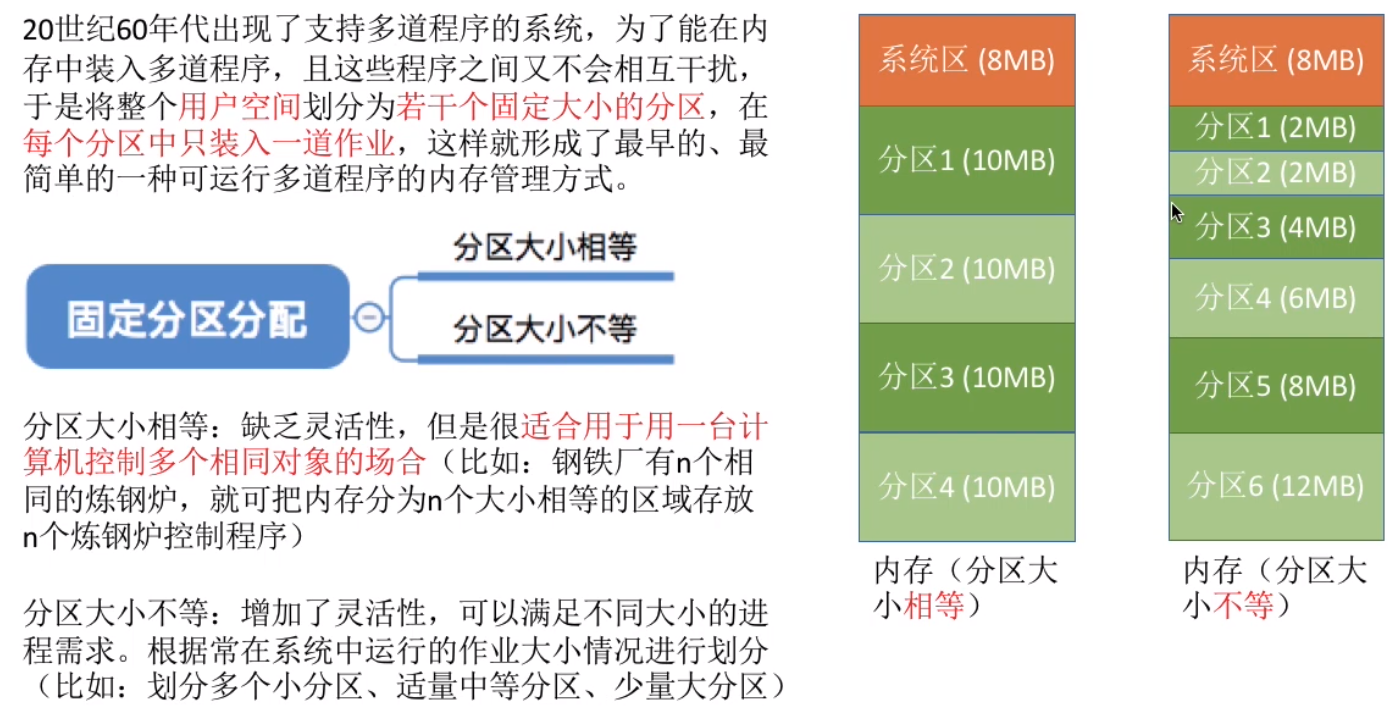 20世纪60年代出现了支持多道程序的系统，为了能在内
存中装入多道程序，且这些程序之间又不会相互干扰，
于是将整个用户空间划分为若干个固定大小的分区，在
每个分区中只装入一道作业，这样就形成了最早的、最
简单的一种可运行多道程序的内存管理方式。
固定分区分配
分区大小相等
分区大小不等
分区大小相等：缺乏灵活性，但是很适合用于用一台计
算机控制多个相同对象的场合（比如：钢铁厂有n个相
同的炼钢炉，就可把内存分为n个大小相等的区域存放
n个炼钢炉控制程序）
分区大小不等：增加了灵活性，可以满足不同大小的进
程需求。根据常在系统中运行的作业大小情况进行划分
（比如：划分多个小分区、适量中等分区、少量大分区）
系统区 (8MB)
分区1 (10MB)
分区2 (10MB)
分区3 (10MB)
分区4 (10MB)
内存（分区大
小相等）
系统区 (8MB)
分区1 (2MB)
分区2 (2MB)
分区3 (4MB)
分区4 (6MB)
分区5 (8MB)
分区6 (12MB)
内存（分区大
小不等）